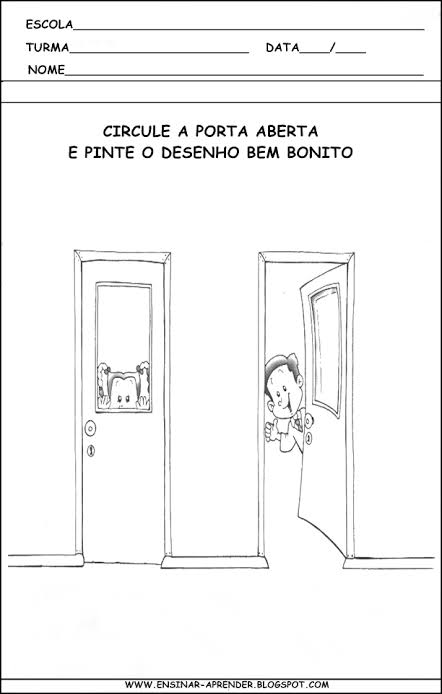 ESCOLA
TURMA DATA / 
NOME
CIRCULE A PORTA ABERTA
E PINTE O DESENHO BEM BONITO
WWW.ENSINAR-APRENDER.BLOGSPOT.COM